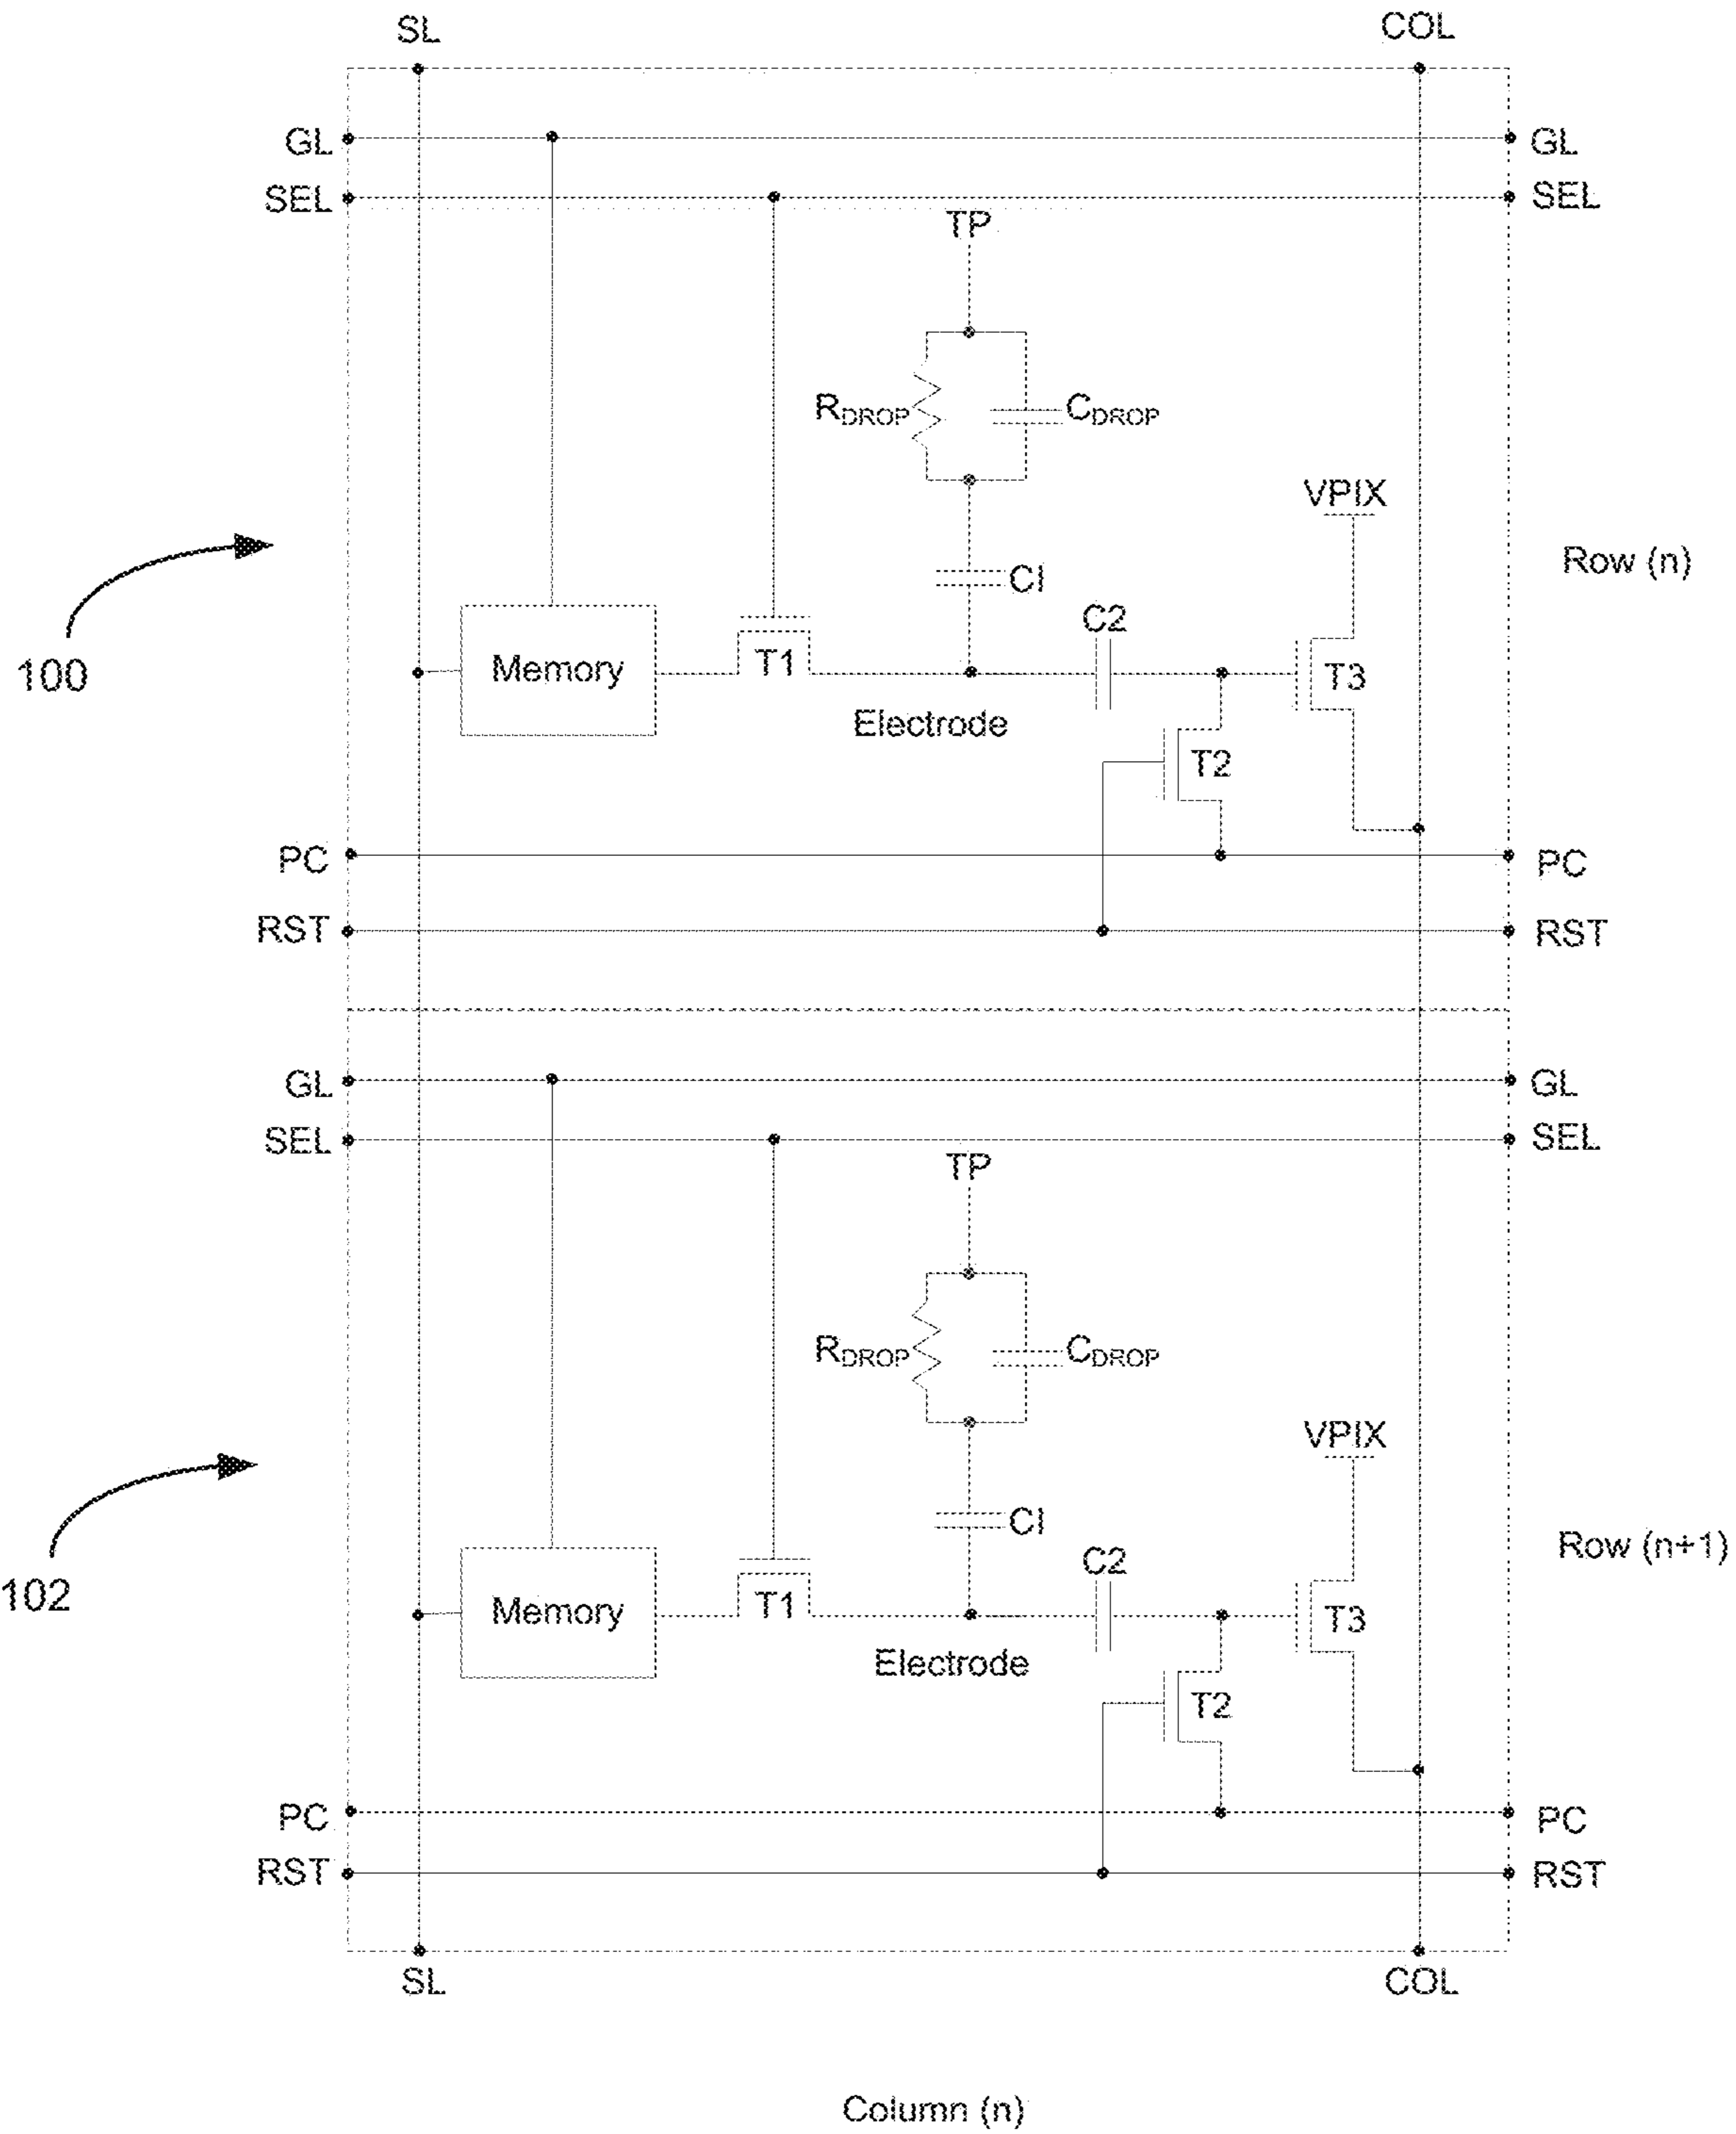 SL COL
GL GL
SEL SEL
TP
RDROP CDROP
VPIX
Row (n)
CI
C2
100
Memory T1 T3
Electrode
T2
PC PC
RST RST
GL GL
SEL SEL
TP
RDROP CDROP
VPIX
CI
Row (n+1)
C2
102
Memory T1 T3
Electrode
T2
PC PC
RST RST
SL COL
Column (n)